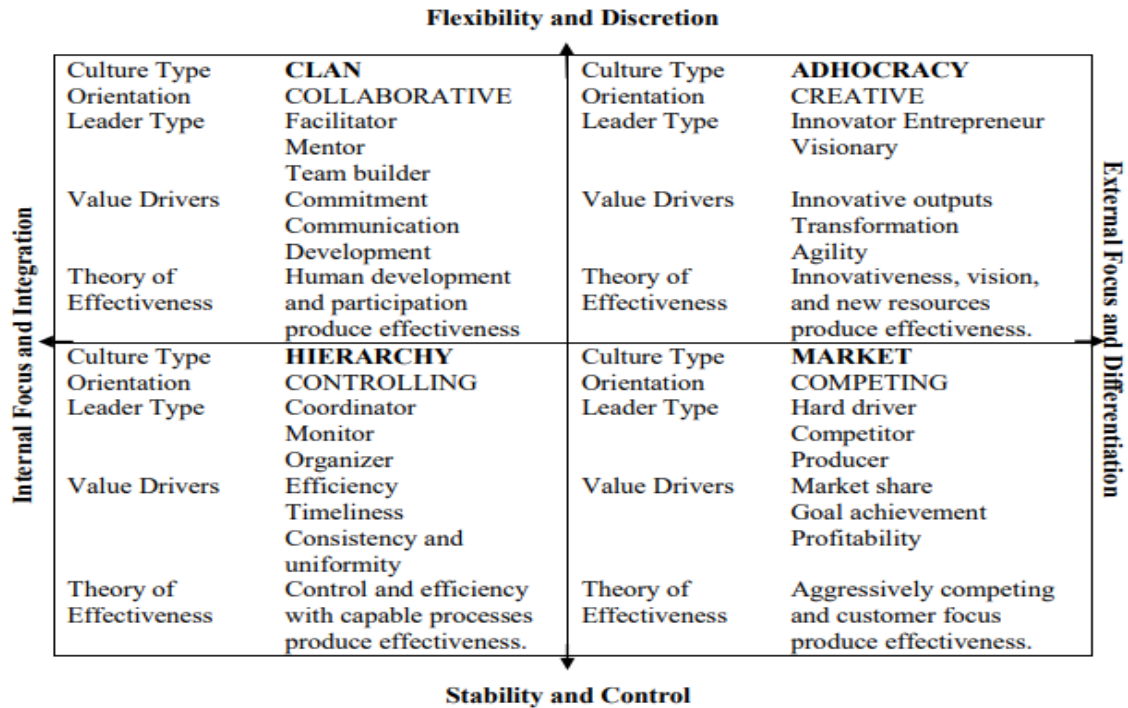 Flexibility and Discretion
Internal Focus and Integration
Culture Type CLAN
Orientation COLLABORATIVE
Leader Type Facilitator
Mentor
Team builder
Value Drivers Commitment
Communication
Development
Theory of Human development
Effectiveness and participation
produce effectiveness
Culture Type ADHOCRACY
Orientation CREATIVE
Leader Type Innovator Entrepreneur
Visionary
Value Drivers Innovative outputs
Transformation
Agility
Theory of Innovativeness, vision,
Effectiveness and new resources
produce effectiveness.
Culture Type HIERARCHY
Orientation CONTROLLING
Leader Type Coordinator
Monitor
Organizer
Value Drivers Efficiency
Timeliness
Consistency and
uniformity
Theory of Control and efficiency
Effectiveness with capable processes
produce effectiveness.
Culture Type MARKET
Orientation COMPETING
Leader Type Hard driver
Competitor
Producer
Value Drivers Market share
Goal achievement
Profitability
Theory of Aggressively competing
Effectiveness and customer focus
produce effectiveness.
External Focus and Differentiation
Stability and Control